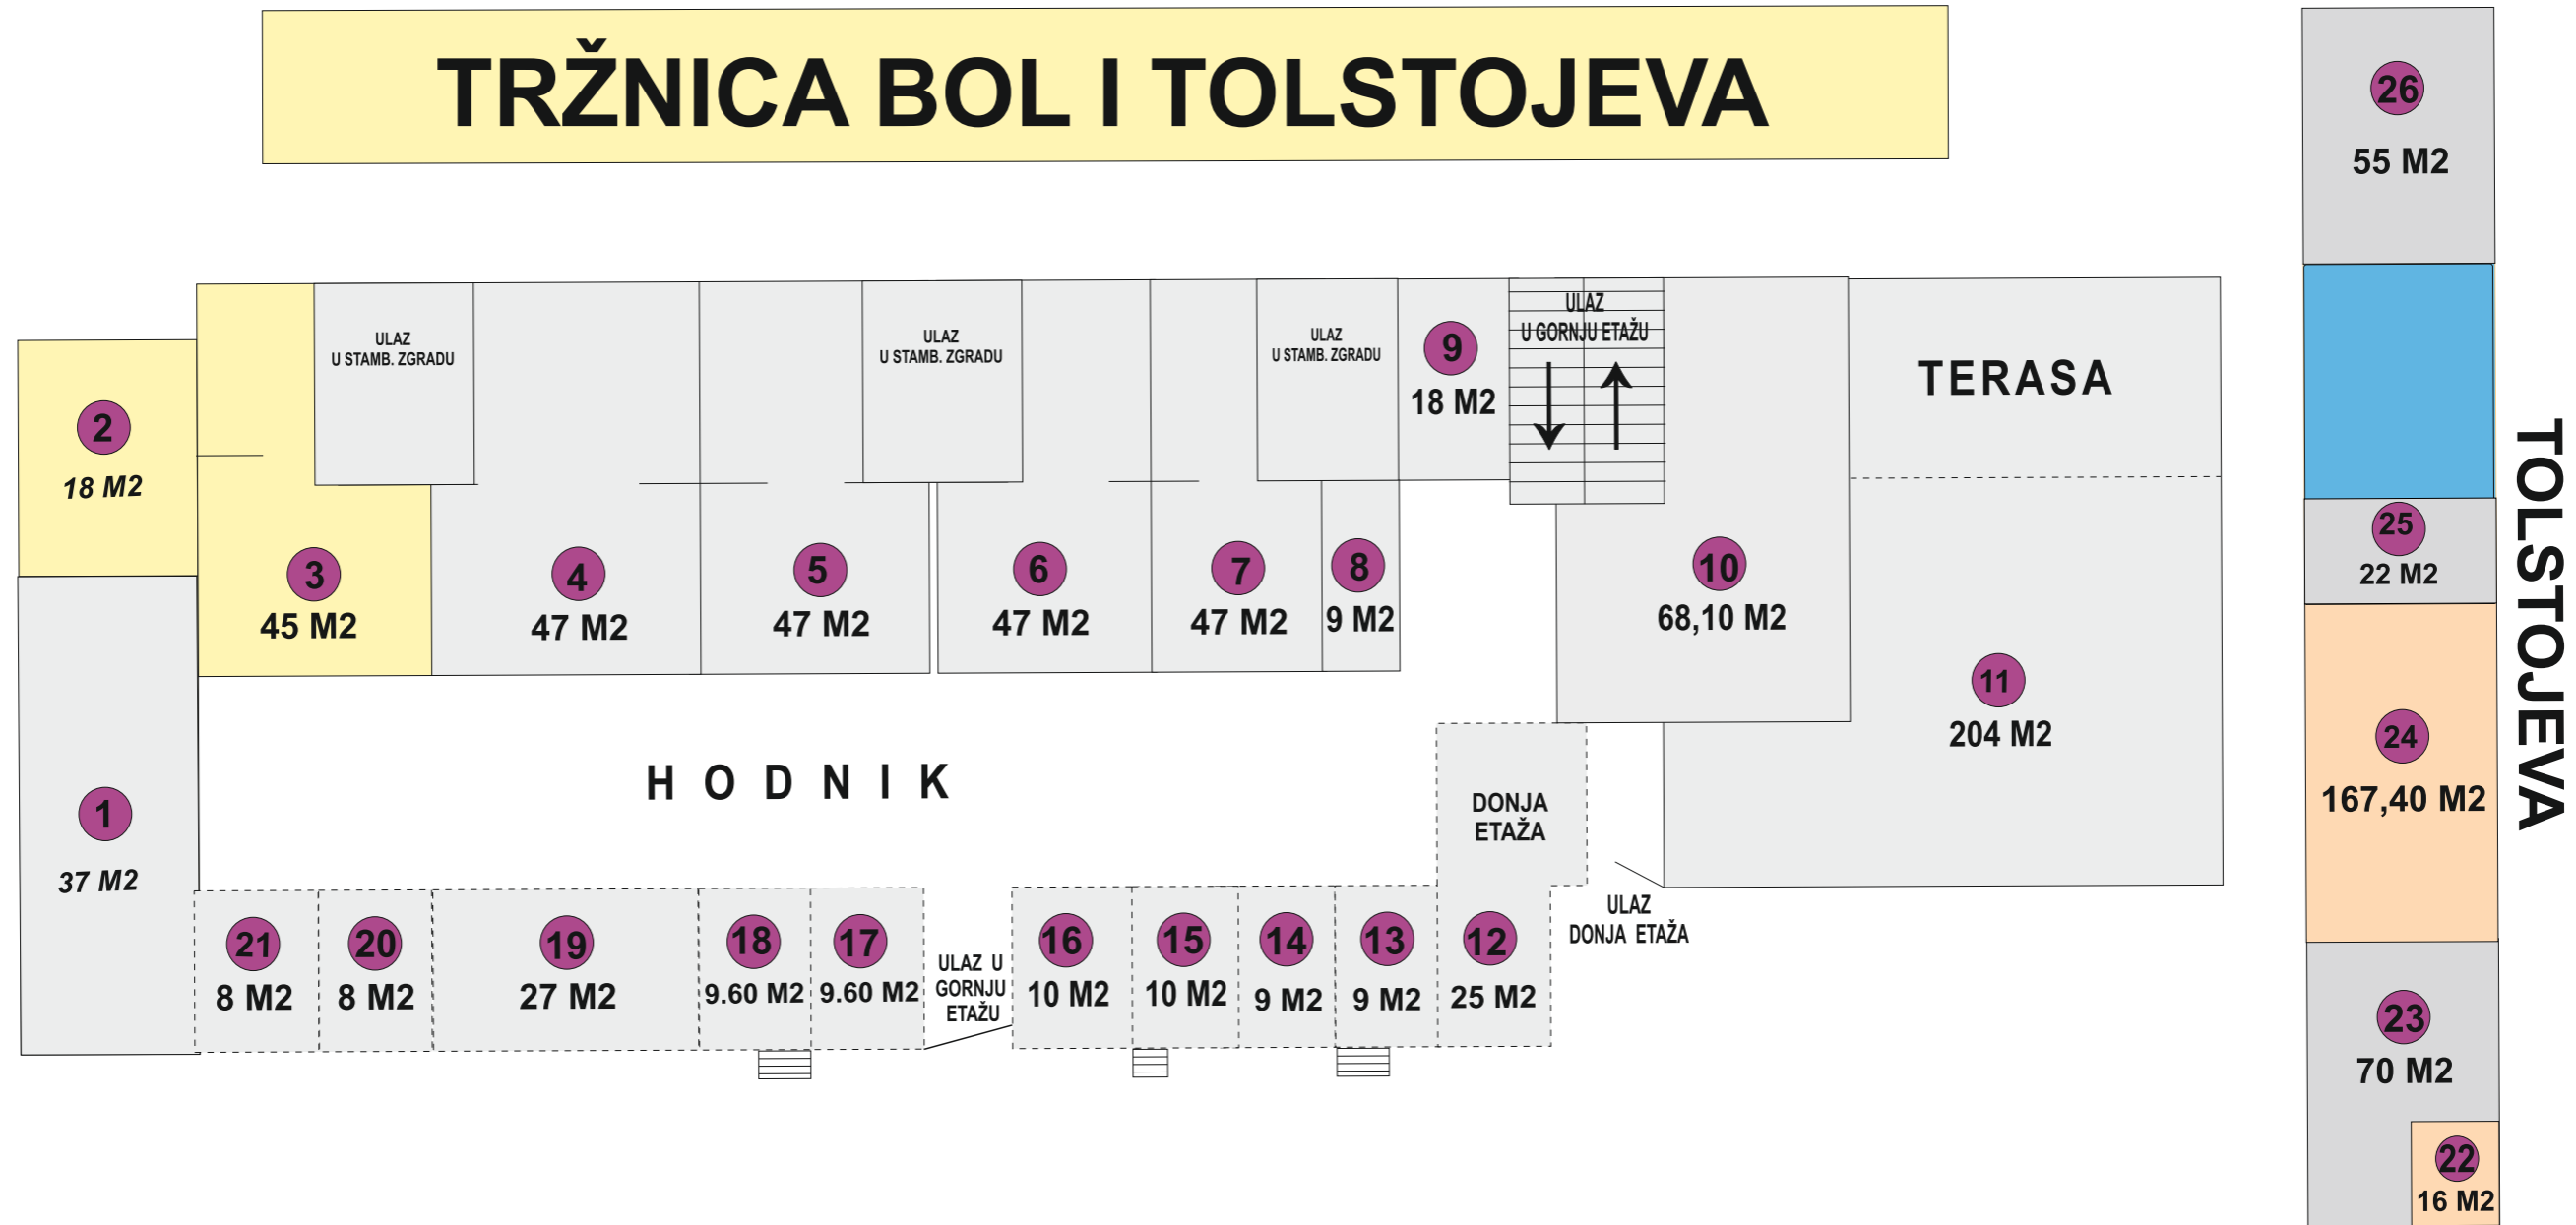 TRŽNICA BOL I TOLSTOJEVA
26
55 M2
ULAZ
U STAMB. ZGRADU
ULAZ
U STAMB. ZGRADU
ULAZ
U STAMB. ZGRADU
9
18 M2
ULAZ
U GORNJU ETAŽU
TERASA
2
18 M2
3
45 M2
4
47 M2
5
47 M2
6
47 M2
7
47 M2
8
9 M2
10
68,10 M2
11
204 M2
25
22 M2
24
167,40 M2
TOLSTOJEVA
HODNIK
DONJA
ETAŽA
1
37 M2
21
8 M2
20
8 M2
19
27 M2
18
9.60 M2
17
9.60 M2
ULAZ U
GORNJU
ETAŽU
16
10 M2
15
10 M2
14
9 M2
13
9 M2
12
25 M2
ULAZ
DONJA ETAŽA
23
70 M2
22
16 M2